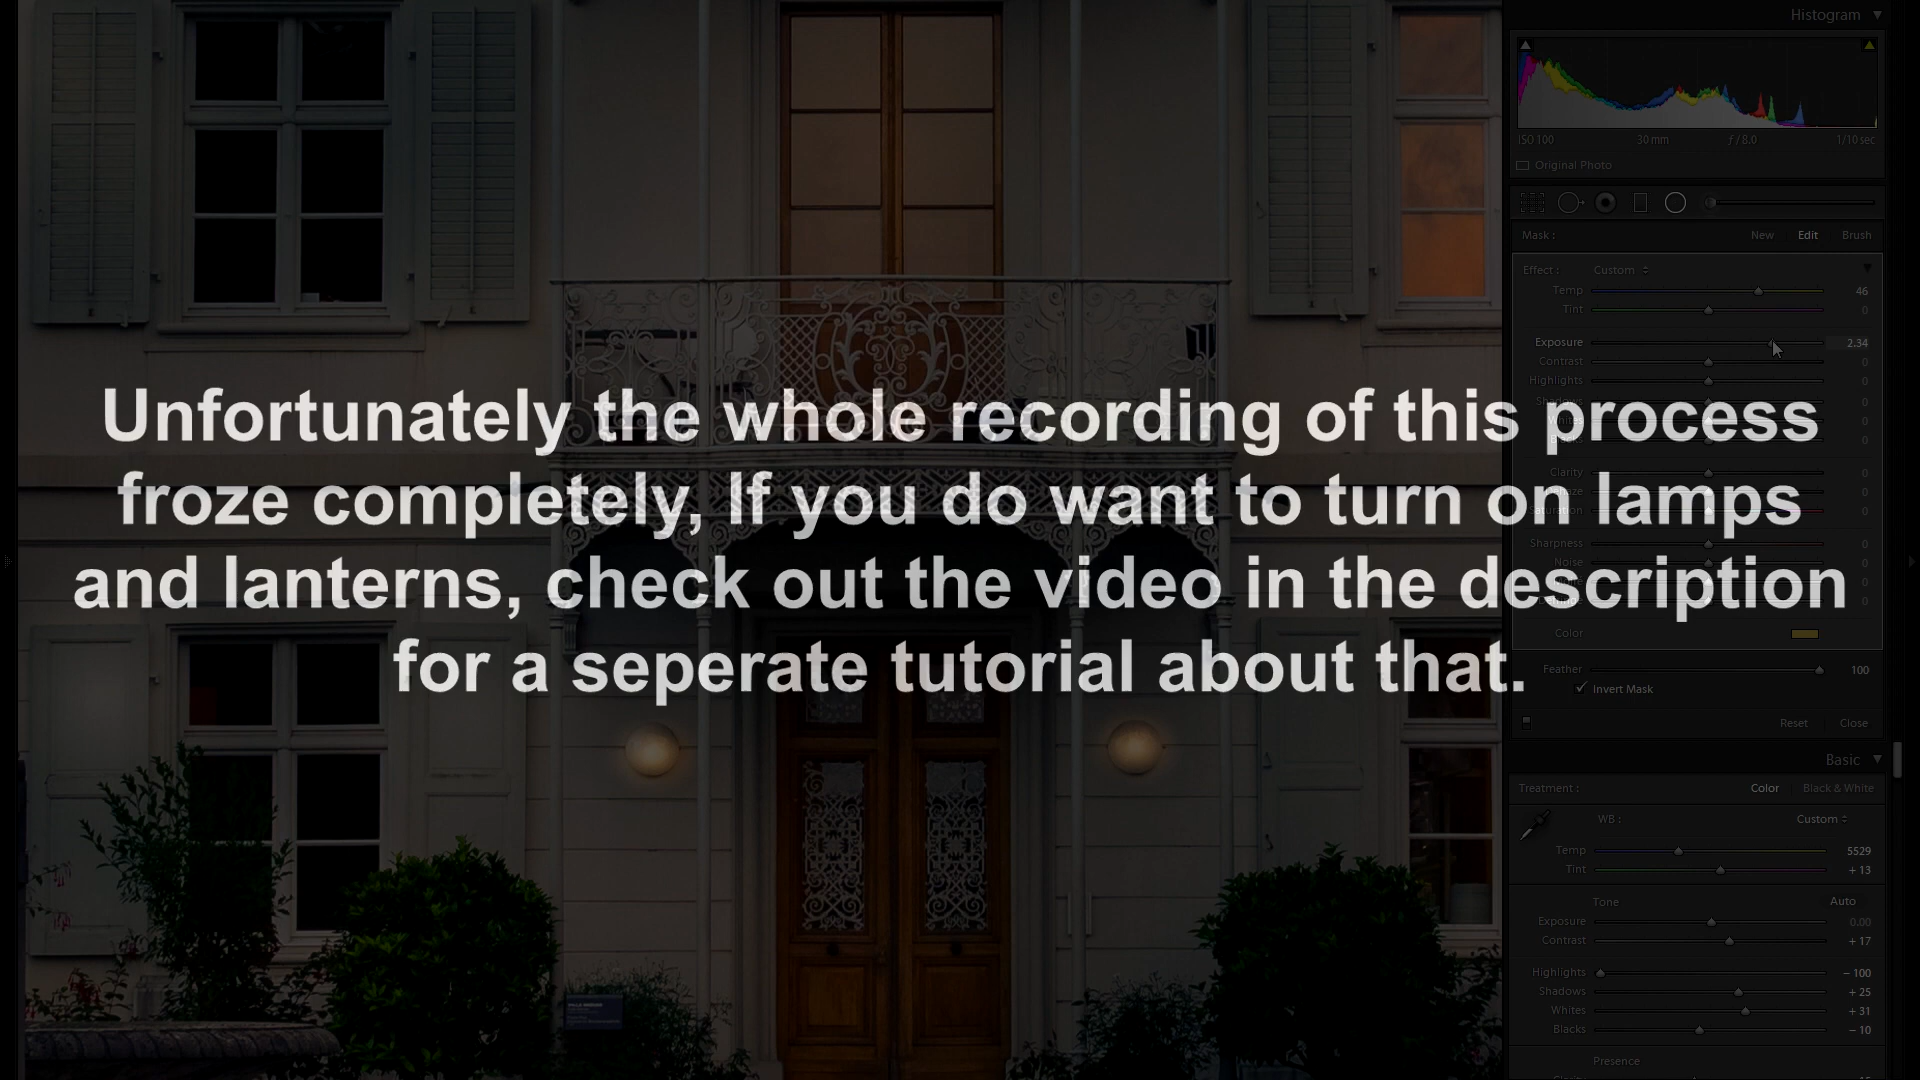 Histogram
ISO 100 30 mm ƒ / 8.0 1/10 sec
Original Photo
Mask : New Edit Brush
Effect : Custom
Temp 46
Tint 0
Exposure 2.34
Contrast 0
Highlights 0
Unfortunately the whole recording of this process
froze completely, If you do want to turn on lamps
and lanterns, check out the video in the description
for a seperate tutorial about that.
Clarity 0
Saturation 0
Sharpness 0
Noise 0
Color
Feather 100
Invert Mask
Reset Close
Basic
Treatment : Color Black & White
WB : Custom
Temp 5529
Tint + 13
Tone Auto
Exposure 0.00
Contrast + 17
Highlights − 100
Shadows + 25
Whites + 31
Blacks − 10
Presence